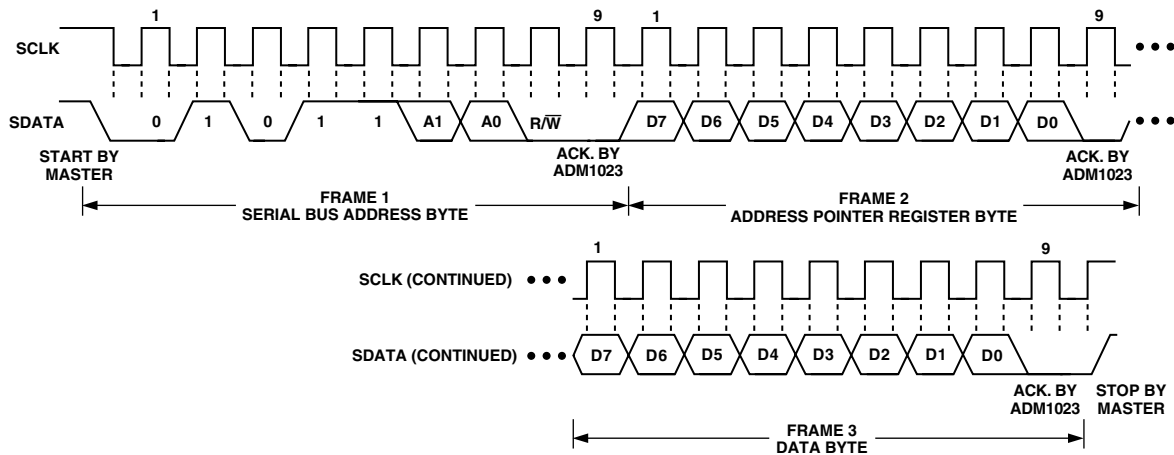 1 9 1 9
SCLK
SDATA 0 1 0 1 1 A1 A0 R/W̅ D7 D6 D5 D4 D3 D2 D1 D0
START BY
MASTER
ACK. BY
ADM1023
ACK. BY
ADM1023
FRAME 1
SERIAL BUS ADDRESS BYTE
FRAME 2
ADDRESS POINTER REGISTER BYTE
1 9
SCLK (CONTINUED)
SDATA (CONTINUED) D7 D6 D5 D4 D3 D2 D1 D0
ACK. BY
ADM1023
STOP BY
MASTER
FRAME 3
DATA BYTE